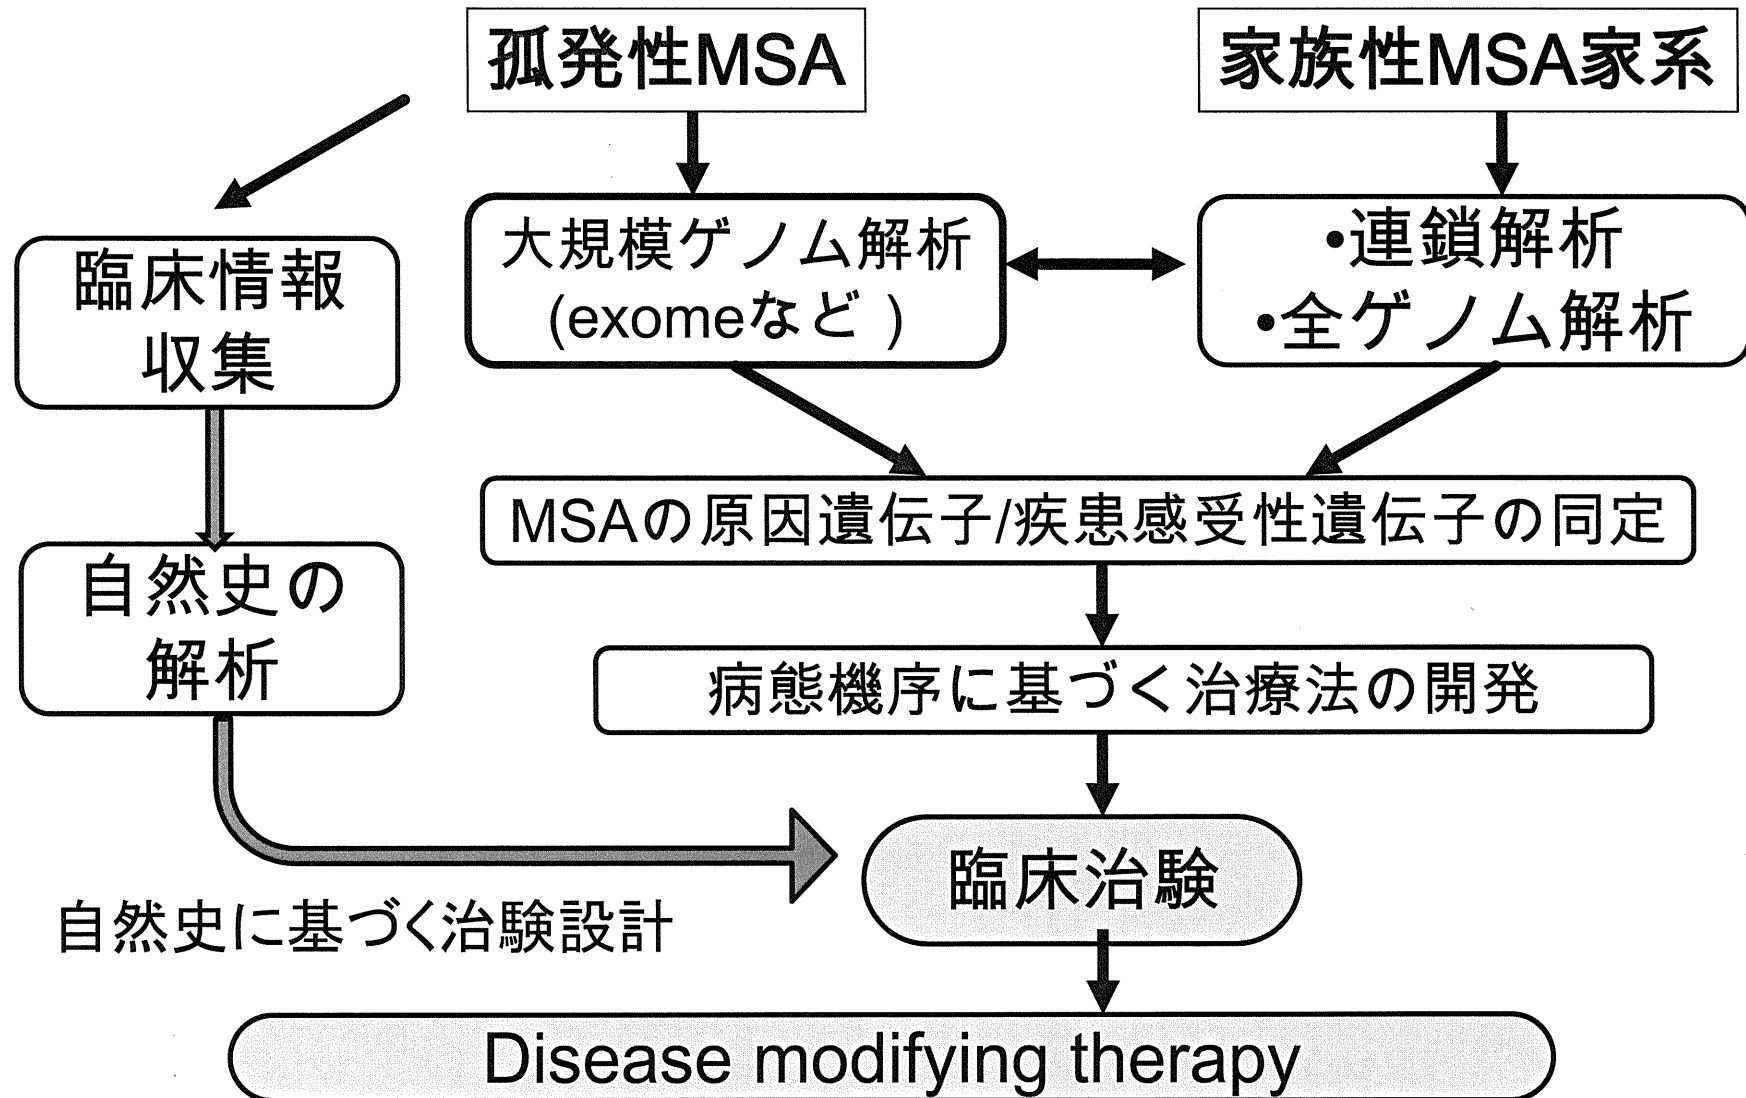 孤発性MSA
家族性MSA家系
大規模ゲノム解析
(exomeなど )
•連鎖解析
•全ゲノム解析
臨床情報
収集
MSAの原因遺伝子/疾患感受性遺伝子の同定
自然史の
解析
病態機序に基づく治療法の開発
臨床治験
自然史に基づく治験設計
Disease modifying therapy